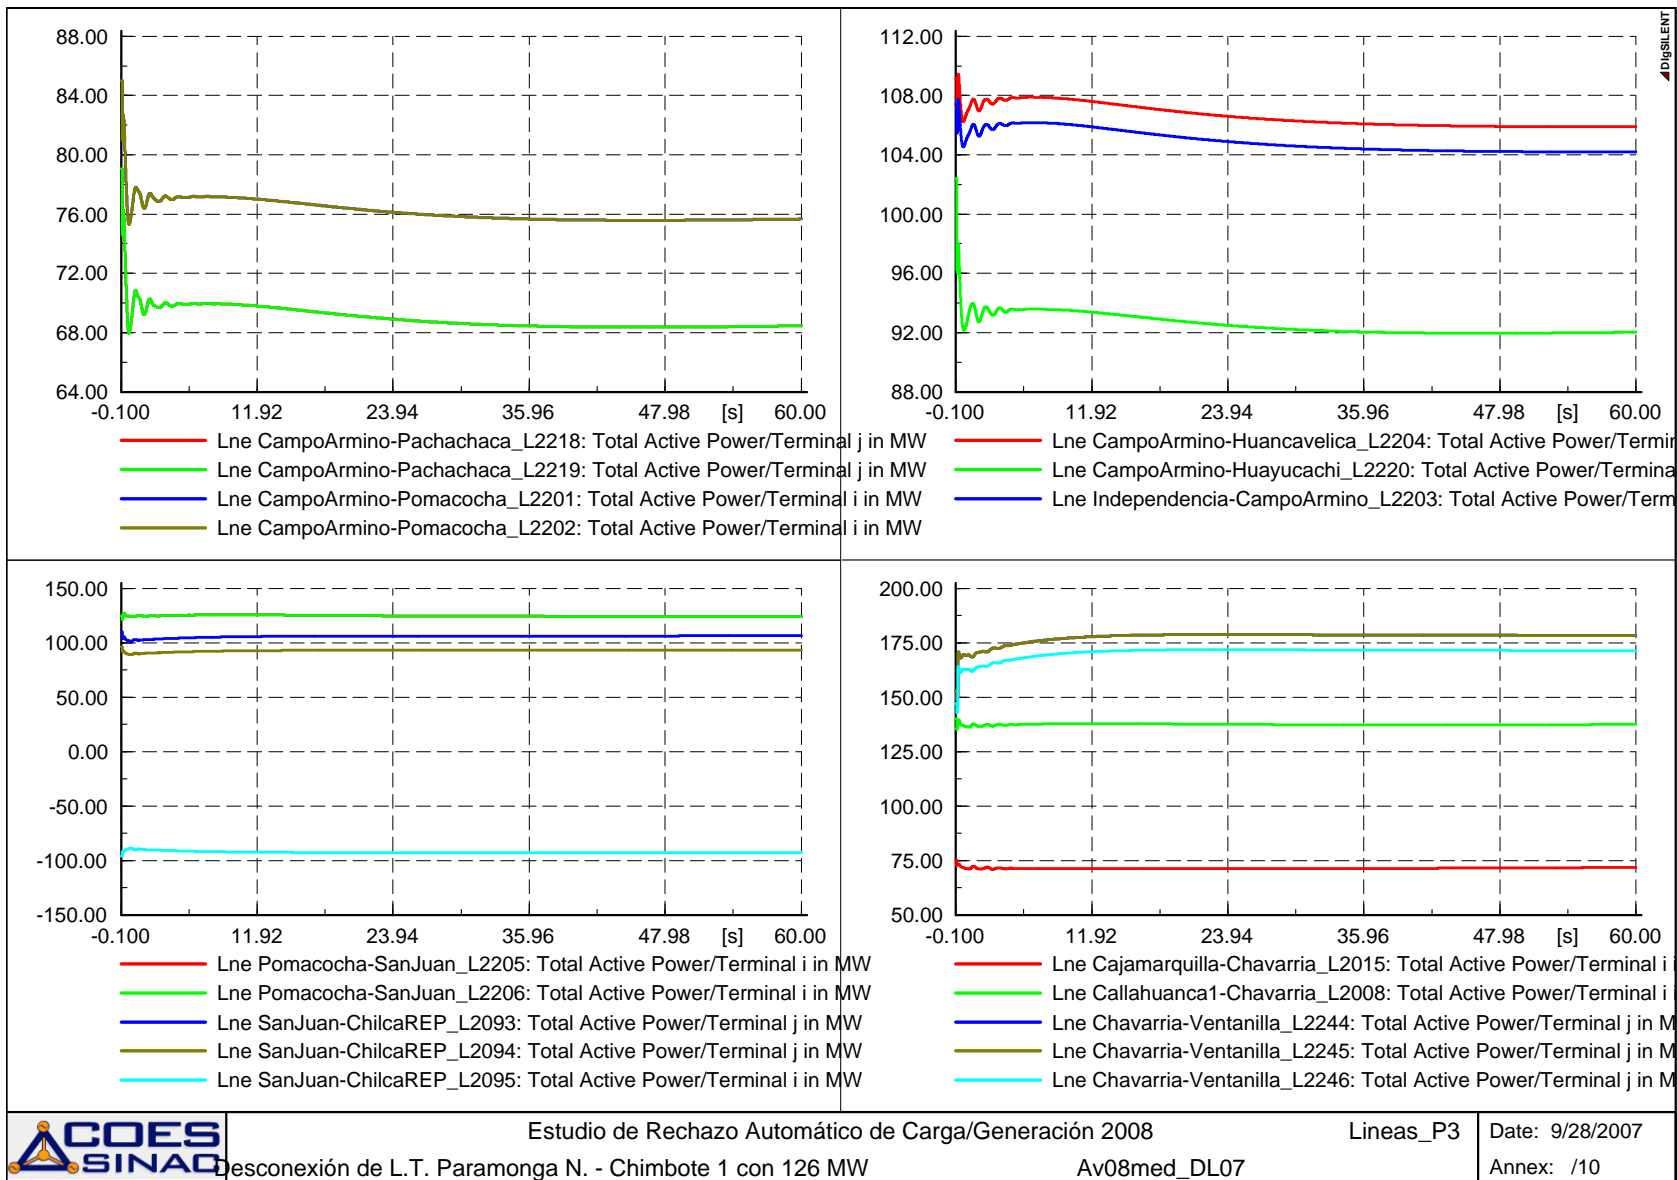 DIgSILENT
88.00
84.00
80.00
76.00
72.00
68.00
64.00
-0.100 11.92 23.94 35.96 47.98 [s] 60.00
Lne CampoArmino-Pachachaca_L2218: Total Active Power/Terminal j in MW
Lne CampoArmino-Pachachaca_L2219: Total Active Power/Terminal j in MW
Lne CampoArmino-Pomacocha_L2201: Total Active Power/Terminal i in MW
Lne CampoArmino-Pomacocha_L2202: Total Active Power/Terminal i in MW
112.00
108.00
104.00
100.00
96.00
92.00
88.00
-0.100 11.92 23.94 35.96 47.98 [s] 60.00
Lne CampoArmino-Huancavelica_L2204: Total Active Power/Termin
Lne CampoArmino-Huayucachi_L2220: Total Active Power/Termina
Lne Independencia-CampoArmino_L2203: Total Active Power/Term
150.00
100.00
50.00
0.00
-50.00
-100.00
-150.00
-0.100 11.92 23.94 35.96 47.98 [s] 60.00
Lne Pomacocha-SanJuan_L2205: Total Active Power/Terminal i in MW
Lne Pomacocha-SanJuan_L2206: Total Active Power/Terminal i in MW
Lne SanJuan-ChilcaREP_L2093: Total Active Power/Terminal j in MW
Lne SanJuan-ChilcaREP_L2094: Total Active Power/Terminal j in MW
Lne SanJuan-ChilcaREP_L2095: Total Active Power/Terminal i in MW
200.00
175.00
150.00
125.00
100.00
75.00
50.00
-0.100 11.92 23.94 35.96 47.98 [s] 60.00
Lne Cajamarquilla-Chavarria_L2015: Total Active Power/Terminal i i
Lne Callahuanca1-Chavarria_L2008: Total Active Power/Terminal i i
Lne Chavarria-Ventanilla_L2244: Total Active Power/Terminal j in M
Lne Chavarria-Ventanilla_L2245: Total Active Power/Terminal j in M
Lne Chavarria-Ventanilla_L2246: Total Active Power/Terminal j in M
COES
SINAC
Estudio de Rechazo Automático de Carga/Generación 2008
Desconexión de L.T. Paramonga N. - Chimbote 1 con 126 MW
Lineas_P3
Av08med_DL07
Date: 9/28/2007
Annex: /10